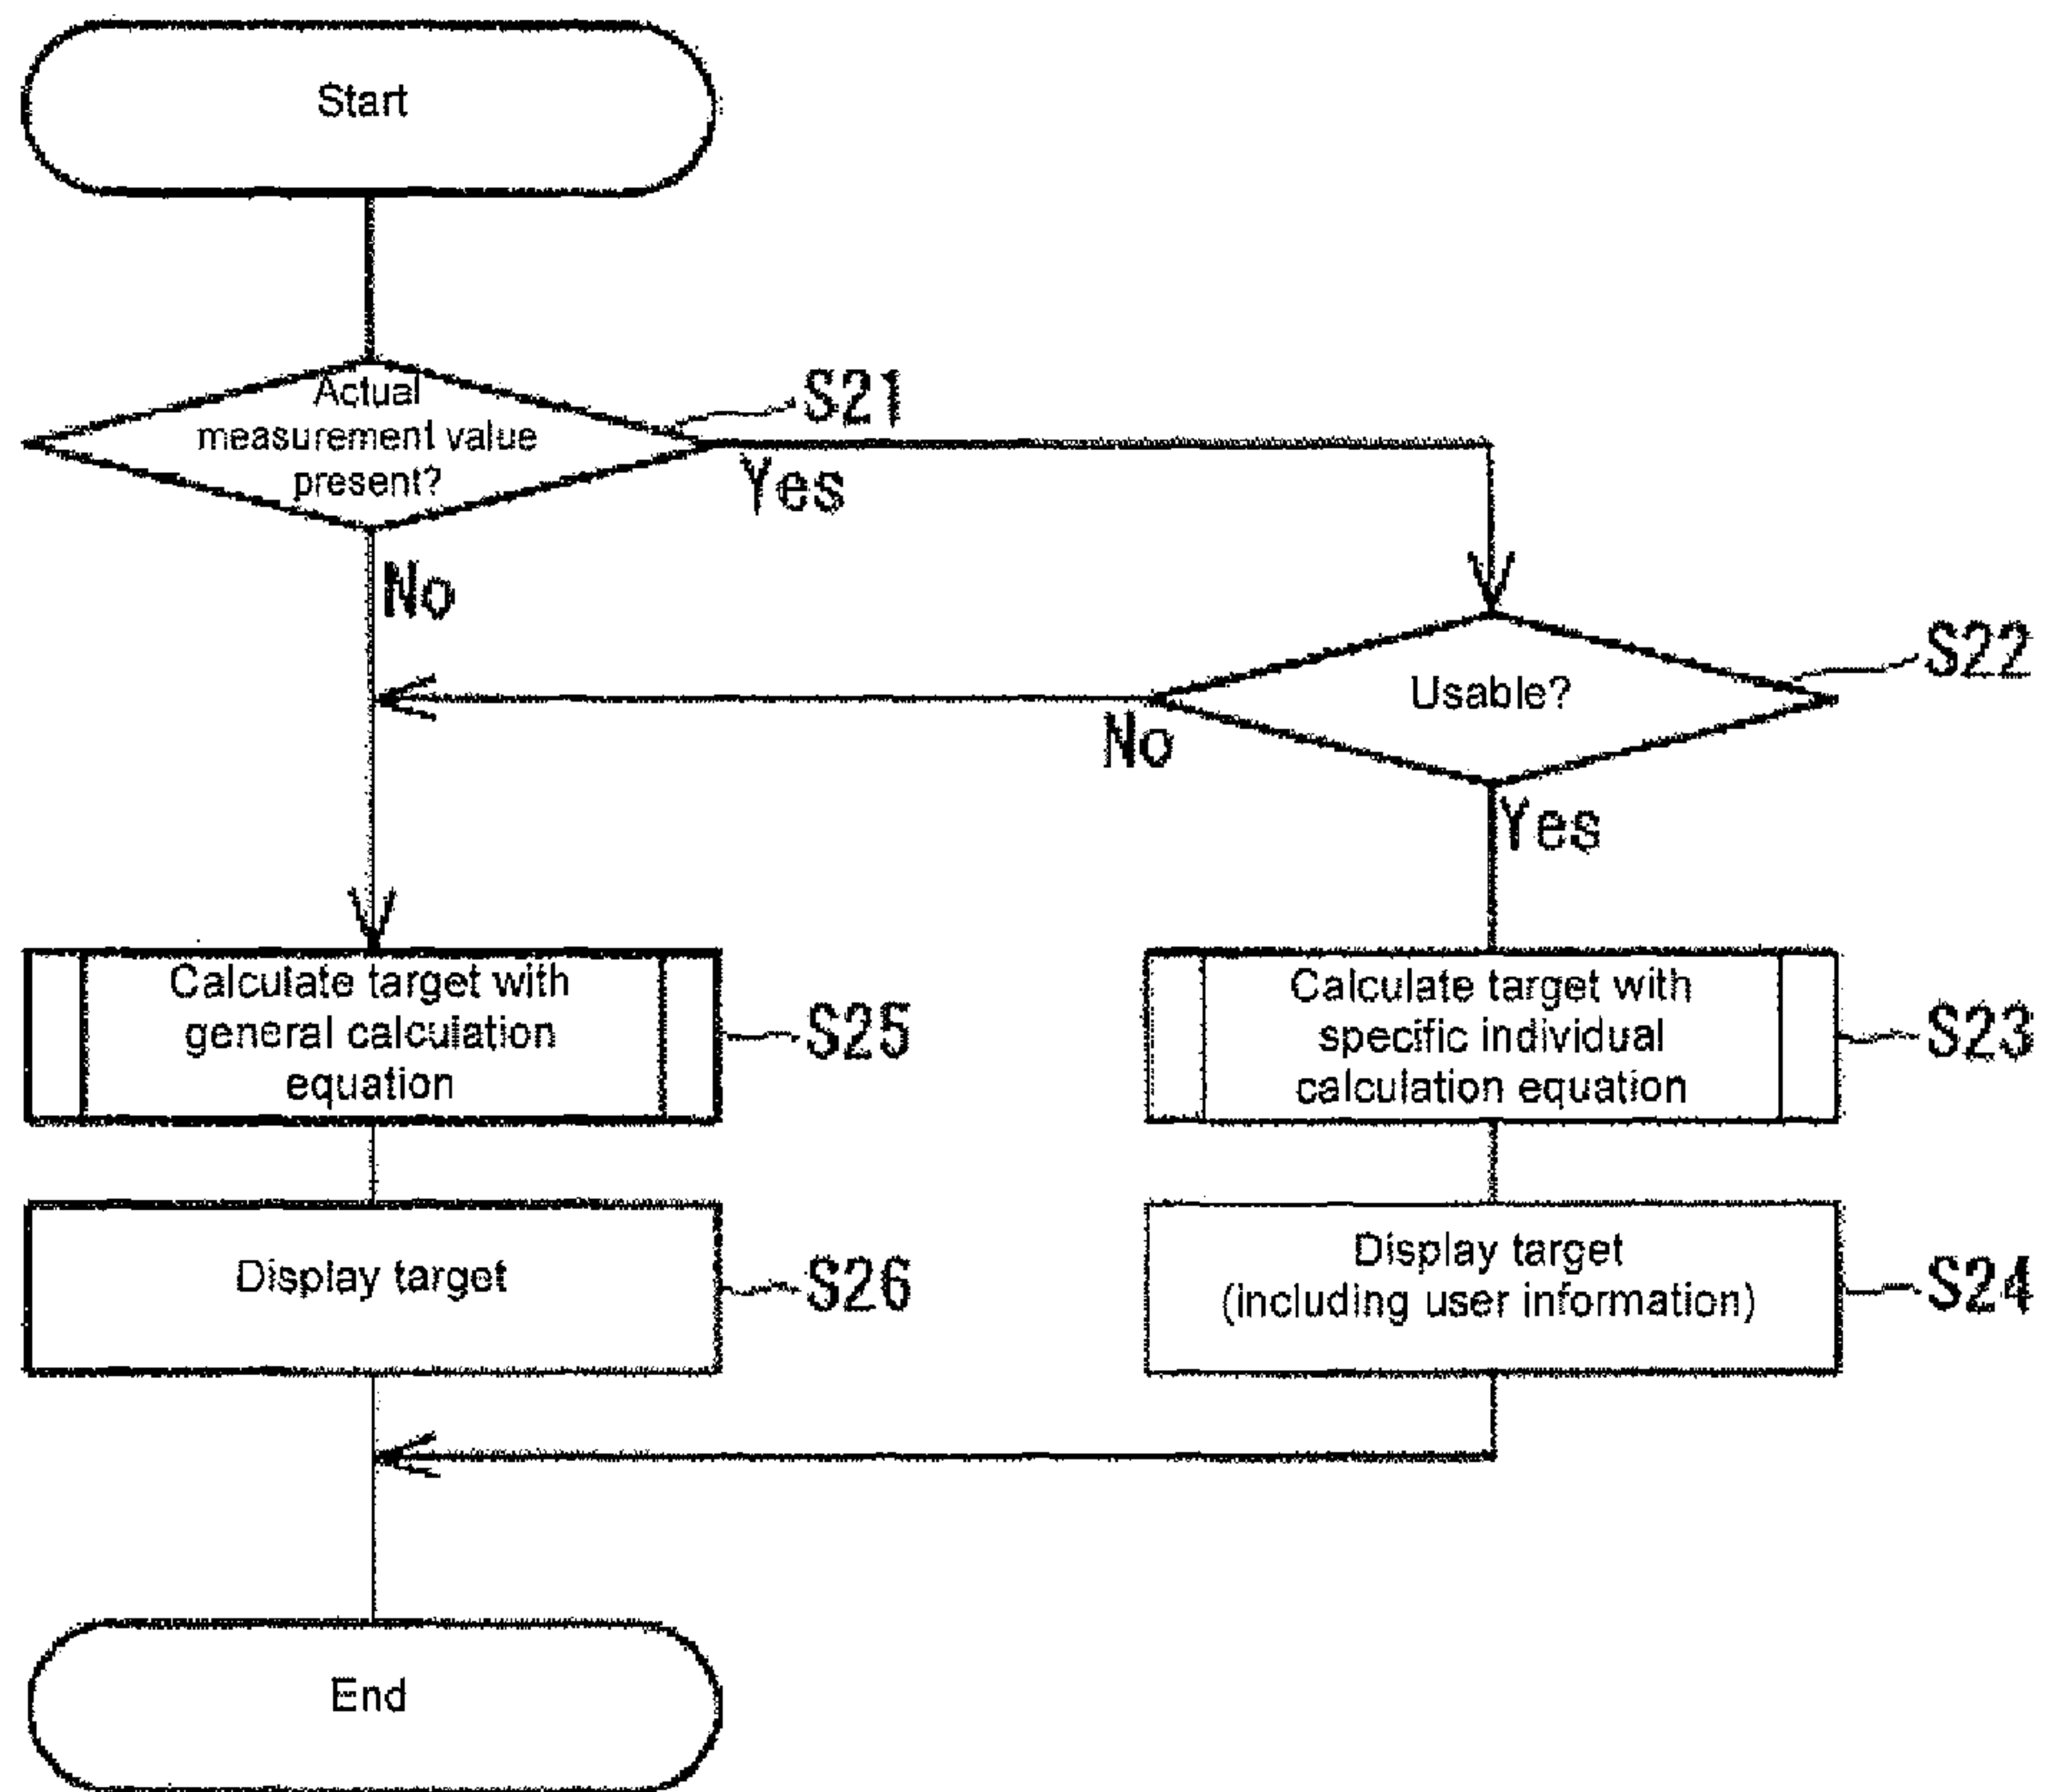 Start
Actual
measurement value
present?
S21
Yes
No
Usable?
S22
No
Yes
Calculate target with
general calculation
equation
S25
Calculate target with
specific individual
calculation equation
S23
Display target
S26
Display target
(including user information)
S24
End